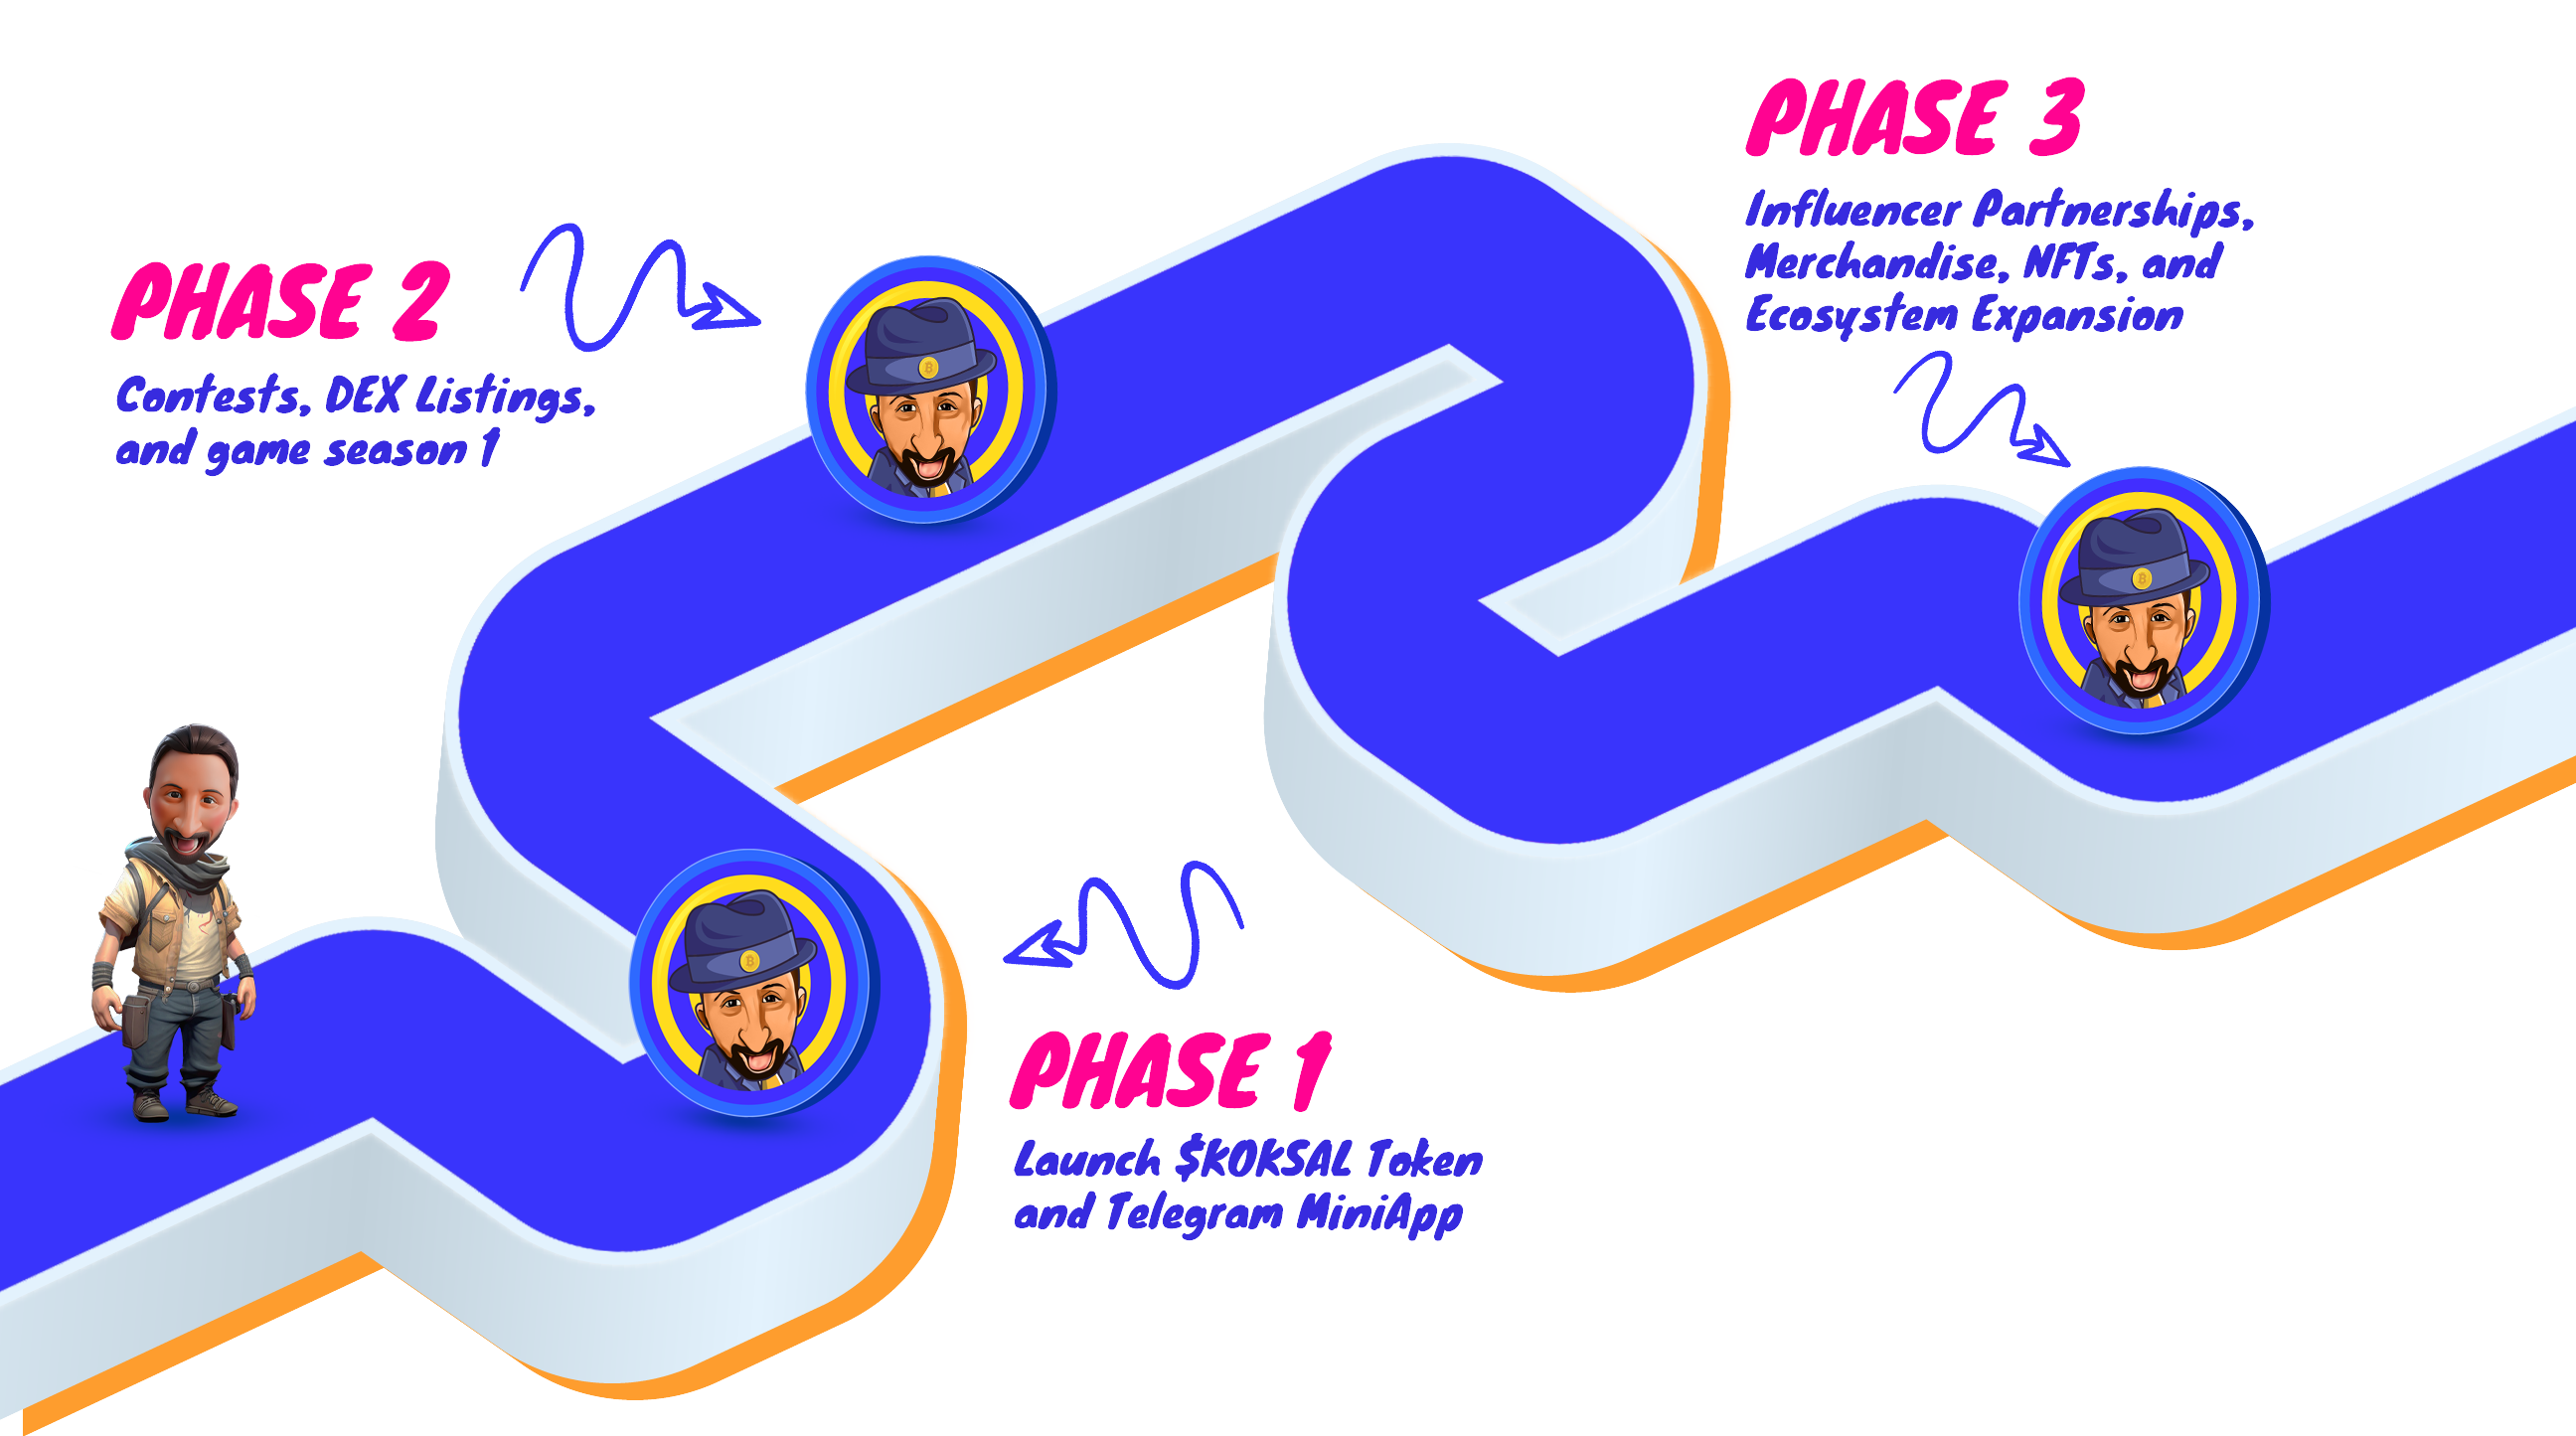 PHASE 3
Influencer Partnerships,
Merchandise, NFTs, and
Ecosystem Expansion
PHASE 2
Contests, DEX Listings,
and game season 1
PHASE 1
Launch $KOKSAL Token
and Telegram MiniApp